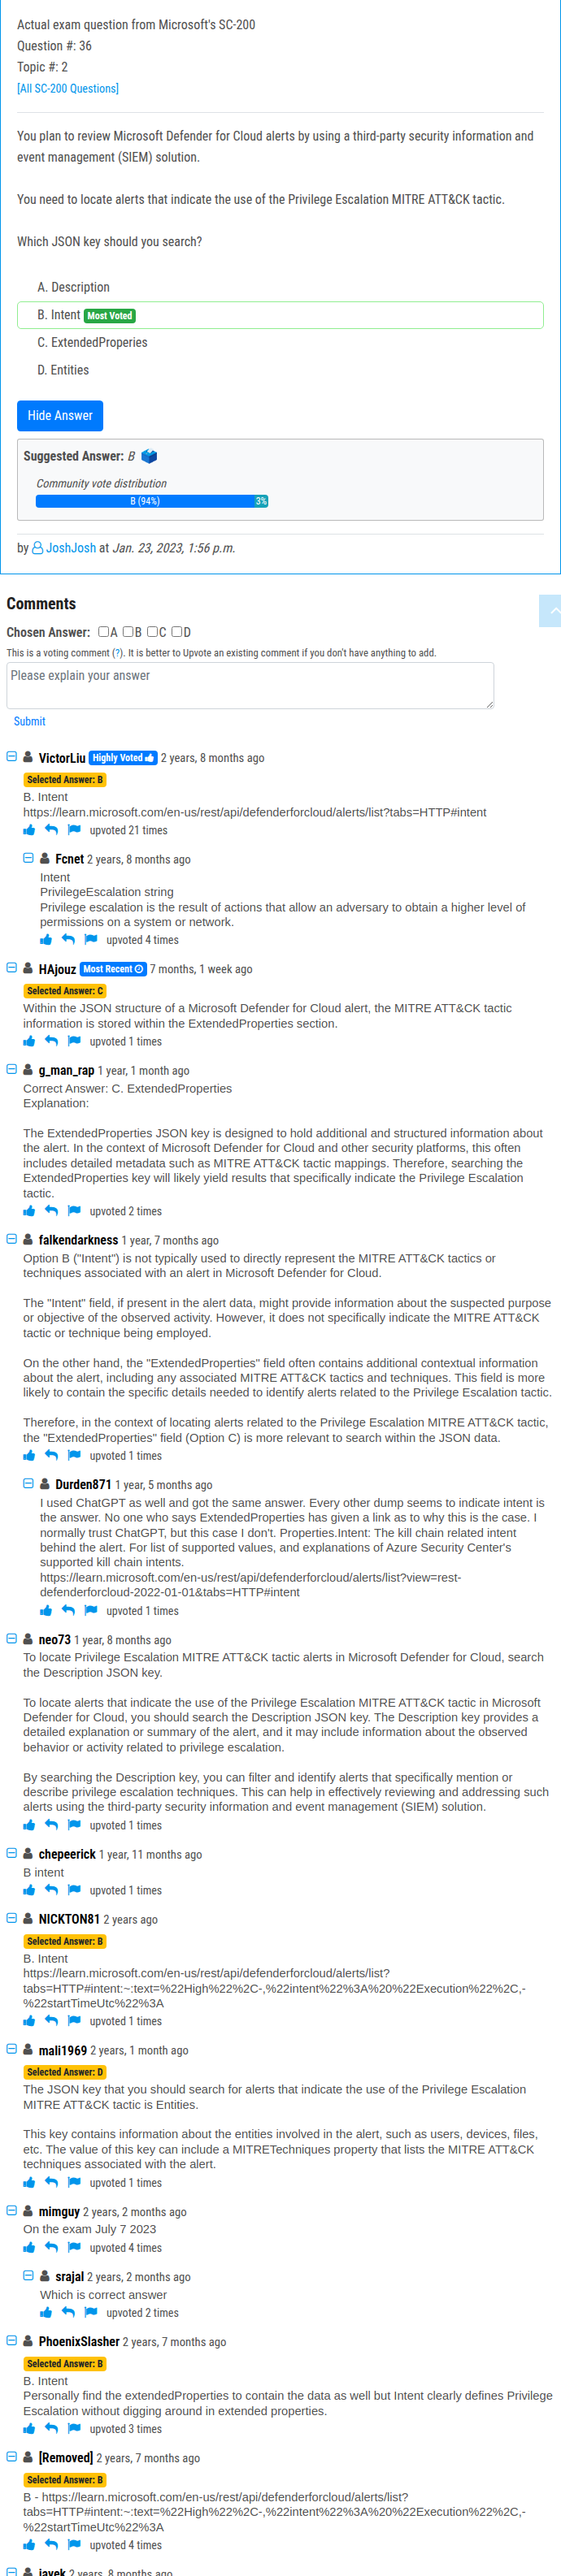 Actual exam question from Microsoft's SC-200
Question #: 36
Topic #: 2
[All SC-200 Questions]
You plan to review Microsoft Defender for Cloud alerts by using a third-party security information and
event management (SIEM) solution.
You need to locate alerts that indicate the use of the Privilege Escalation MITRE ATT&CK tactic.
Which JSON key should you search?
A. Description
B. Intent Most Voted
C. ExtendedProperies
D. Entities
Hide Answer
Suggested Answer: B
Community vote distribution
B (94%) 3%
by JoshJosh at Jan. 23, 2023, 1:56 p.m.
Comments
Chosen Answer: A B C D
This is a voting comment (?). It is better to Upvote an existing comment if you don't have anything to add.
Please explain your answer
Submit
VictorLiu Highly Voted 2 years, 8 months ago
Selected Answer: B
B. Intent
https://learn.microsoft.com/en-us/rest/api/defenderforcloud/alerts/list?tabs=HTTP#intent
upvoted 21 times
Fcnet 2 years, 8 months ago
Intent
PrivilegeEscalation string
Privilege escalation is the result of actions that allow an adversary to obtain a higher level of
permissions on a system or network.
upvoted 4 times
HAjouz Most Recent 7 months, 1 week ago
Selected Answer: C
Within the JSON structure of a Microsoft Defender for Cloud alert, the MITRE ATT&CK tactic
information is stored within the ExtendedProperties section.
upvoted 1 times
g_man_rap 1 year, 1 month ago
Correct Answer: C. ExtendedProperties
Explanation:
The ExtendedProperties JSON key is designed to hold additional and structured information about
the alert. In the context of Microsoft Defender for Cloud and other security platforms, this often
includes detailed metadata such as MITRE ATT&CK tactic mappings. Therefore, searching the
ExtendedProperties key will likely yield results that specifically indicate the Privilege Escalation
tactic.
upvoted 2 times
falkendarkness 1 year, 7 months ago
Option B ("Intent") is not typically used to directly represent the MITRE ATT&CK tactics or
techniques associated with an alert in Microsoft Defender for Cloud.
The "Intent" field, if present in the alert data, might provide information about the suspected purpose
or objective of the observed activity. However, it does not specifically indicate the MITRE ATT&CK
tactic or technique being employed.
On the other hand, the "ExtendedProperties" field often contains additional contextual information
about the alert, including any associated MITRE ATT&CK tactics and techniques. This field is more
likely to contain the specific details needed to identify alerts related to the Privilege Escalation tactic.
Therefore, in the context of locating alerts related to the Privilege Escalation MITRE ATT&CK tactic,
the "ExtendedProperties" field (Option C) is more relevant to search within the JSON data.
upvoted 1 times
Durden871 1 year, 5 months ago
I used ChatGPT as well and got the same answer. Every other dump seems to indicate intent is
the answer. No one who says ExtendedProperties has given a link as to why this is the case. I
normally trust ChatGPT, but this case I don't. Properties.Intent: The kill chain related intent
behind the alert. For list of supported values, and explanations of Azure Security Center's
supported kill chain intents.
https://learn.microsoft.com/en-us/rest/api/defenderforcloud/alerts/list?view=rest-
defenderforcloud-2022-01-01&tabs=HTTP#intent
upvoted 1 times
neo73 1 year, 8 months ago
To locate Privilege Escalation MITRE ATT&CK tactic alerts in Microsoft Defender for Cloud, search
the Description JSON key.
To locate alerts that indicate the use of the Privilege Escalation MITRE ATT&CK tactic in Microsoft
Defender for Cloud, you should search the Description JSON key. The Description key provides a
detailed explanation or summary of the alert, and it may include information about the observed
behavior or activity related to privilege escalation.
By searching the Description key, you can filter and identify alerts that specifically mention or
describe privilege escalation techniques. This can help in effectively reviewing and addressing such
alerts using the third-party security information and event management (SIEM) solution.
upvoted 1 times
chepeerick 1 year, 11 months ago
B intent
upvoted 1 times
NICKTON81 2 years ago
Selected Answer: B
B. Intent
https://learn.microsoft.com/en-us/rest/api/defenderforcloud/alerts/list?
tabs=HTTP#intent:~:text=%22High%22%2C-,%22intent%22%3A%20%22Execution%22%2C,-
%22startTimeUtc%22%3A
upvoted 1 times
mali1969 2 years, 1 month ago
Selected Answer: D
The JSON key that you should search for alerts that indicate the use of the Privilege Escalation
MITRE ATT&CK tactic is Entities.
This key contains information about the entities involved in the alert, such as users, devices, files,
etc. The value of this key can include a MITRETechniques property that lists the MITRE ATT&CK
techniques associated with the alert.
upvoted 1 times
mimguy 2 years, 2 months ago
On the exam July 7 2023
upvoted 4 times
srajal 2 years, 2 months ago
Which is correct answer
upvoted 2 times
PhoenixSlasher 2 years, 7 months ago
Selected Answer: B
B. Intent
Personally find the extendedProperties to contain the data as well but Intent clearly defines Privilege
Escalation without digging around in extended properties.
upvoted 3 times
[Removed] 2 years, 7 months ago
Selected Answer: B
B - https://learn.microsoft.com/en-us/rest/api/defenderforcloud/alerts/list?
tabs=HTTP#intent:~:text=%22High%22%2C-,%22intent%22%3A%20%22Execution%22%2C,-
%22startTimeUtc%22%3A
upvoted 4 times
jayek 2 years, 8 months ago